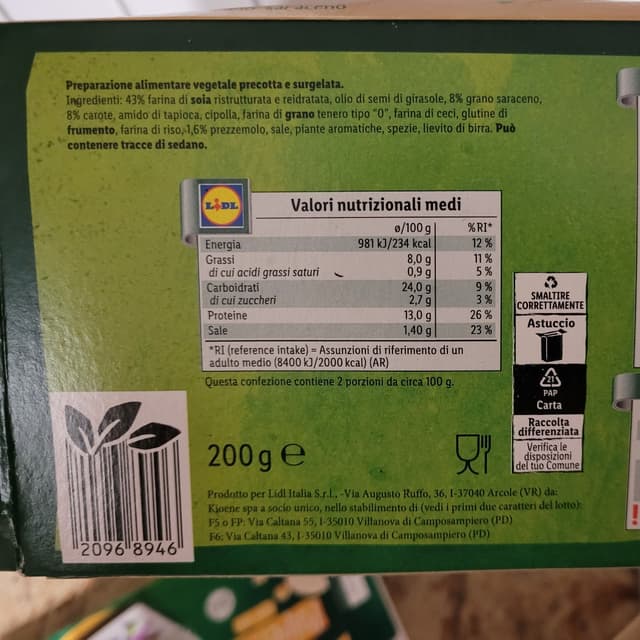 Preparazione alimentare vegetale precotta e surgelata.
Ingredienti: 43% farina di soia ristrutturata e reidratata, olio di semi di girasole, 8% grano saraceno,
8% carote, amido di tapioca, cipolla, farina di grano tenero tipo "0", farina di ceci, glutine di
frumento, farina di riso, 1,6% prezzemolo, sale, piante aromatiche, spezie, lievito di birra. Può
contenere tracce di sedano.
LIDL
Valori nutrizionali medi
ø/100 g %RI*
Energia 981 kJ/234 kcal 12 %
Grassi 8,0 g 11 %
di cui acidi grassi saturi 0,9 g 5 %
Carboidrati 24,0 g 9 %
di cui zuccheri 2,7 g 3 %
Proteine 13,0 g 26 %
Sale 1,40 g 23 %
*RI (reference intake) = Assunzioni di riferimento di un
adulto medio (8400 kJ/2000 kcal) (AR)
Questa confezione contiene 2 porzioni da circa 100 g.
SMALTIRE
CORRETTAMENTE
Astuccio
21
PAP
Carta
Raccolta
differenziata
Verifica le
disposizioni
del tuo Comune
200 g e
Prodotto per Lidl Italia S.r.l., -Via Augusto Ruffo, 36, I-37040 Arcole (VR) da:
Kjoene spa a socio unico, nello stabilimento di (vedi i primi due caratteri del lotto):
F5 o FP: Via Caltana 55, I-35010 Villanova di Camposampiero (PD)
F6: Via Caltana 43, I-35010 Villanova di Camposampiero (PD)
2096 8946